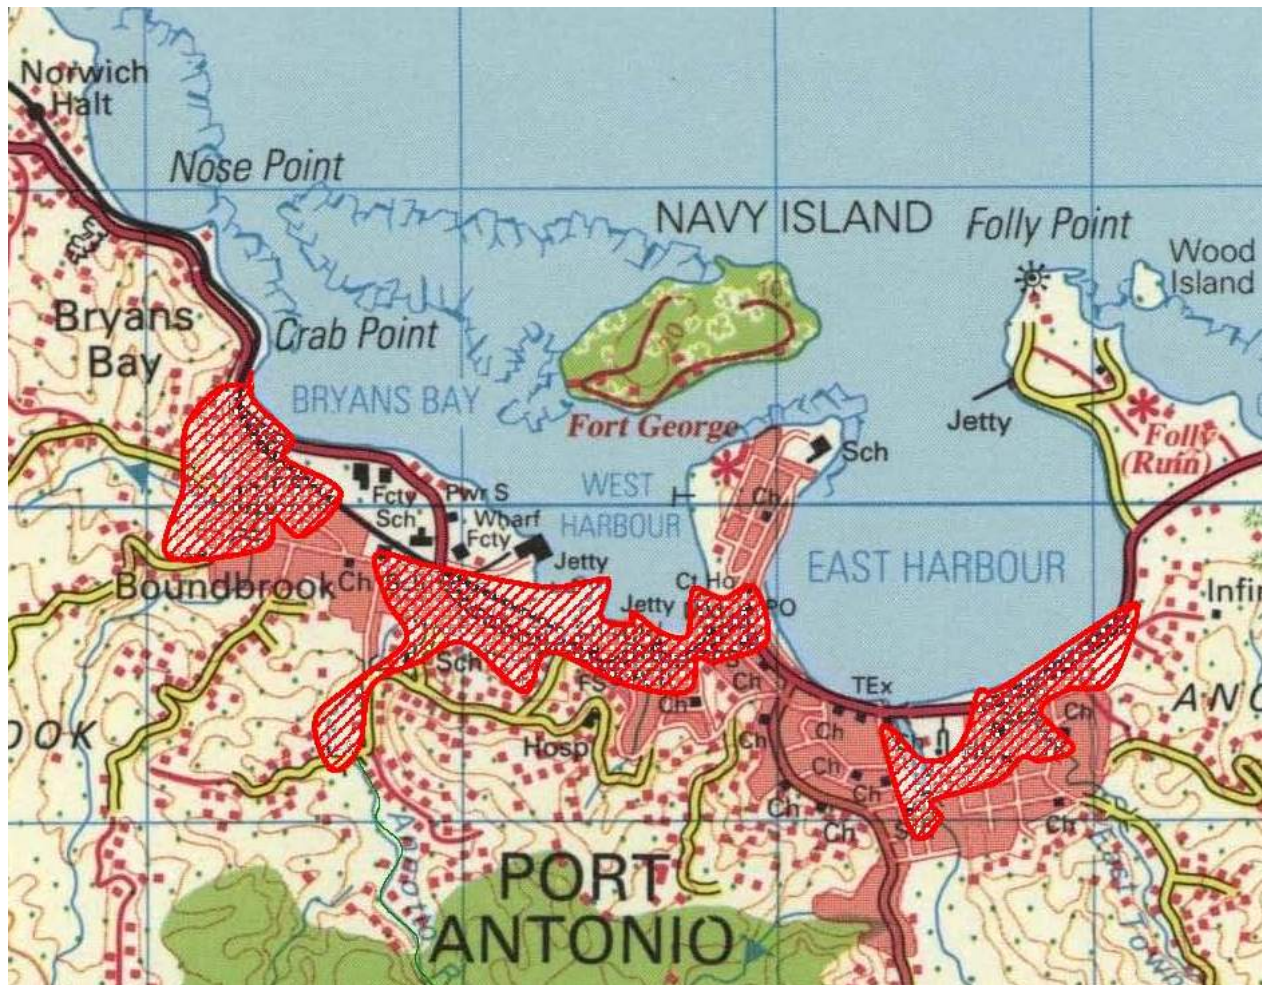 Norwich
Halt
Nose Point
NAVY ISLAND
Folly Point
Wood
Island
Bryans
Bay
Crab Point
BRYANS BAY
Jetty
Fort George
Folly
(Ruin)
Sch
WEST
HARBOUR
Ch
Fcty
Sch
Pwr S
Wharf
Fcty
Jetty
EAST HARBOUR
Boundbrook
Ch
Ct Ho
Jetty
PO
Infir
Sch
FS
Ch
TEx
ANC
OOK
Hosp
Ch
Ch
Ch
Ch
Ch
Ch
Ch
Ch
Ch
PORT
ANTONIO